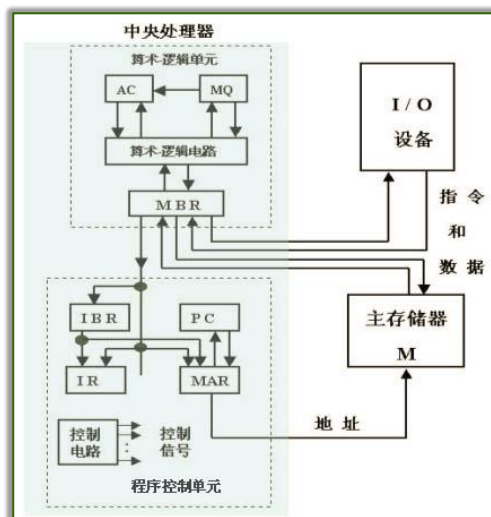 中央处理器
算术-逻辑单元
AC
MQ
算术-逻辑电路
MBR
I/O
设备
指令
和
数据
IBR
PC
IR
MAR
主存储器
M
控制
电路
控制
信号
地址
程序控制单元